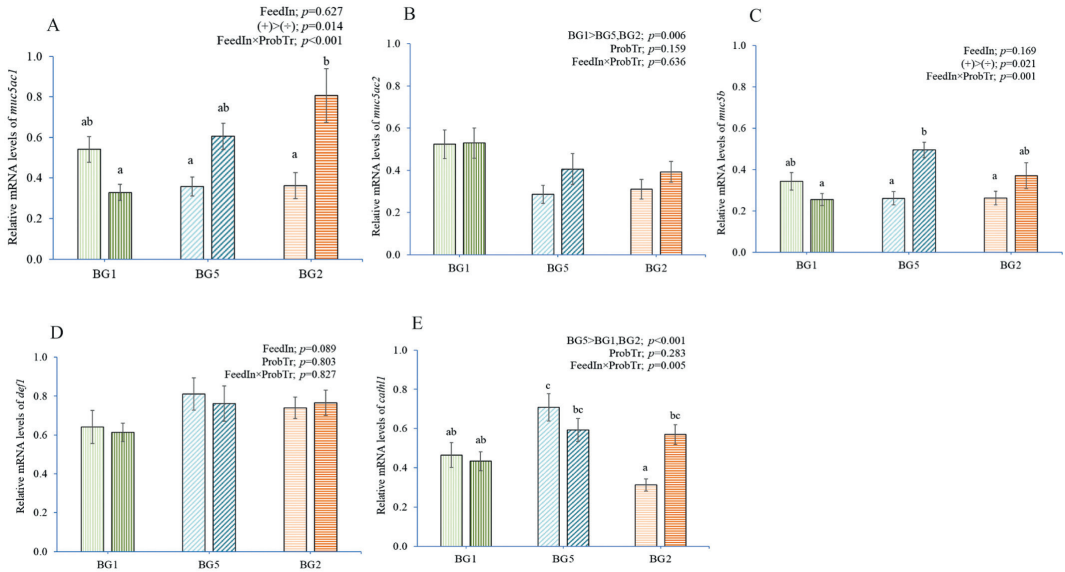 A
FeedIn; p=0.627
(+)>(÷); p=0.014
FeedIn×ProbTr; p<0.001
Relative mRNA levels of muc5ac1
1.0
0.8
0.6
0.4
0.2
0.0
ab
a
a
ab
a
b
BG1
BG5
BG2
B
BG1>BG5,BG2; p=0.006
ProbTr; p=0.159
FeedIn×ProbTr; p=0.636
Relative mRNA levels of muc5ac2
1.0
0.8
0.6
0.4
0.2
0.0
BG1
BG5
BG2
C
FeedIn; p=0.169
(+)>(÷); p=0.021
FeedIn×ProbTr; p=0.001
Relative mRNA levels of muc5b
1.0
0.8
0.6
0.4
0.2
0.0
ab
a
a
b
a
ab
BG1
BG5
BG2
D
FeedIn; p=0.089
ProbTr; p=0.803
FeedIn×ProbTr; p=0.827
Relative mRNA levels of def1
1.0
0.8
0.6
0.4
0.2
0.0
BG1
BG5
BG2
E
BG5>BG1,BG2; p<0.001
ProbTr; p=0.283
FeedIn×ProbTr; p=0.005
Relative mRNA levels of cathl1
1.0
0.8
0.6
0.4
0.2
0.0
ab
ab
c
bc
a
bc
BG1
BG5
BG2